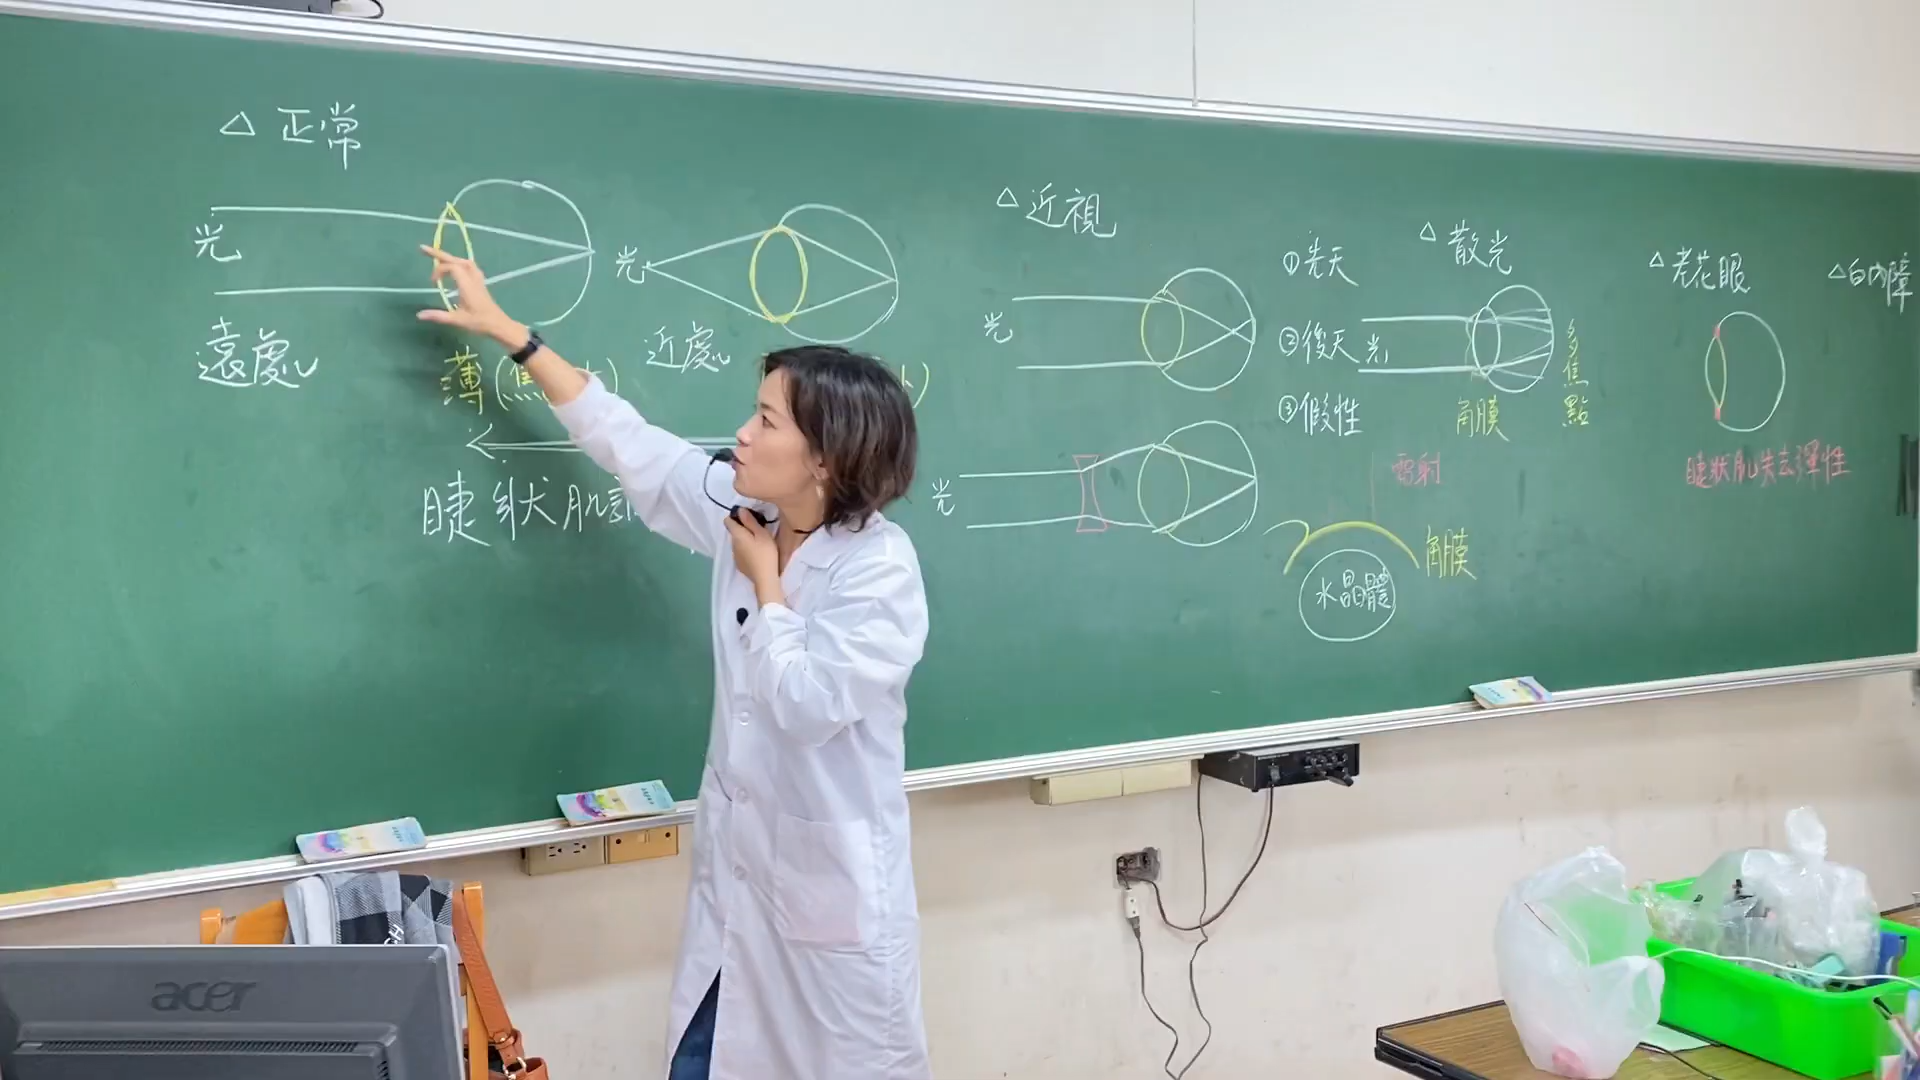 △ 正常
光
遠處
薄(焦
光
近處
睫狀肌
△近視
光
光
①先天
②後天
③假性
△ 散光
光
角膜
多焦點
雷射
角膜
水晶體
△老花眼
睫狀肌失去彈性
△白內障
acer